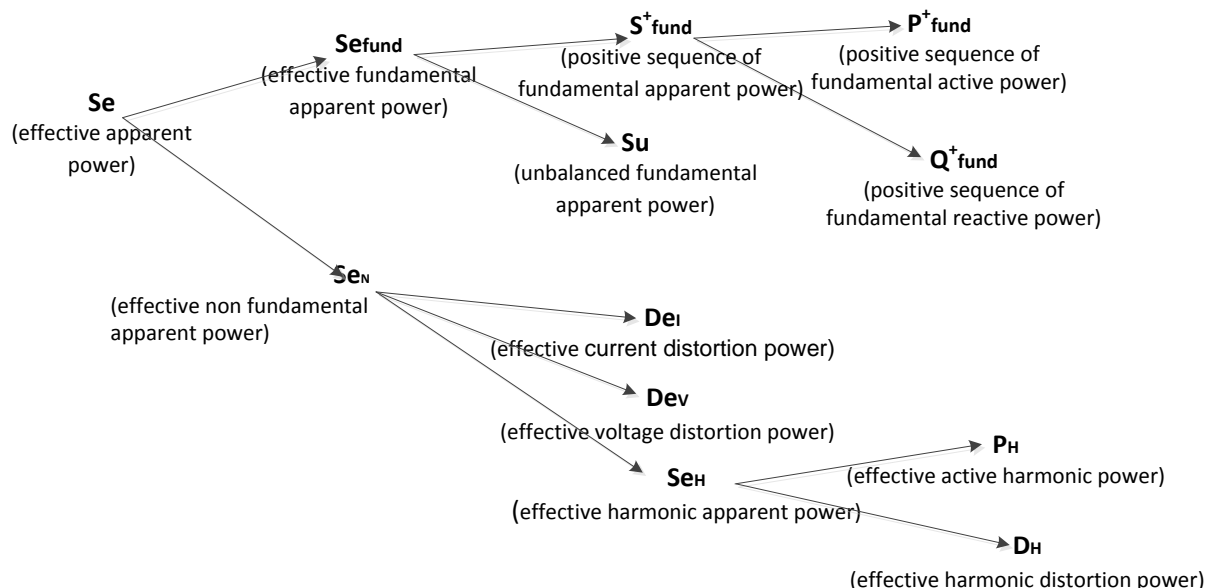 Se
(effective apparent
power)
Sefund
(effective fundamental
apparent power)
S⁺fund
(positive sequence of
fundamental apparent power)
P⁺fund
(positive sequence of
fundamental active power)
Su
(unbalanced fundamental
apparent power)
Q⁺fund
(positive sequence of
fundamental reactive power)
SeN
(effective non fundamental
apparent power)
DeI
(effective current distortion power)
DeV
(effective voltage distortion power)
SeH
(effective harmonic apparent power)
PH
(effective active harmonic power)
DH
(effective harmonic distortion power)